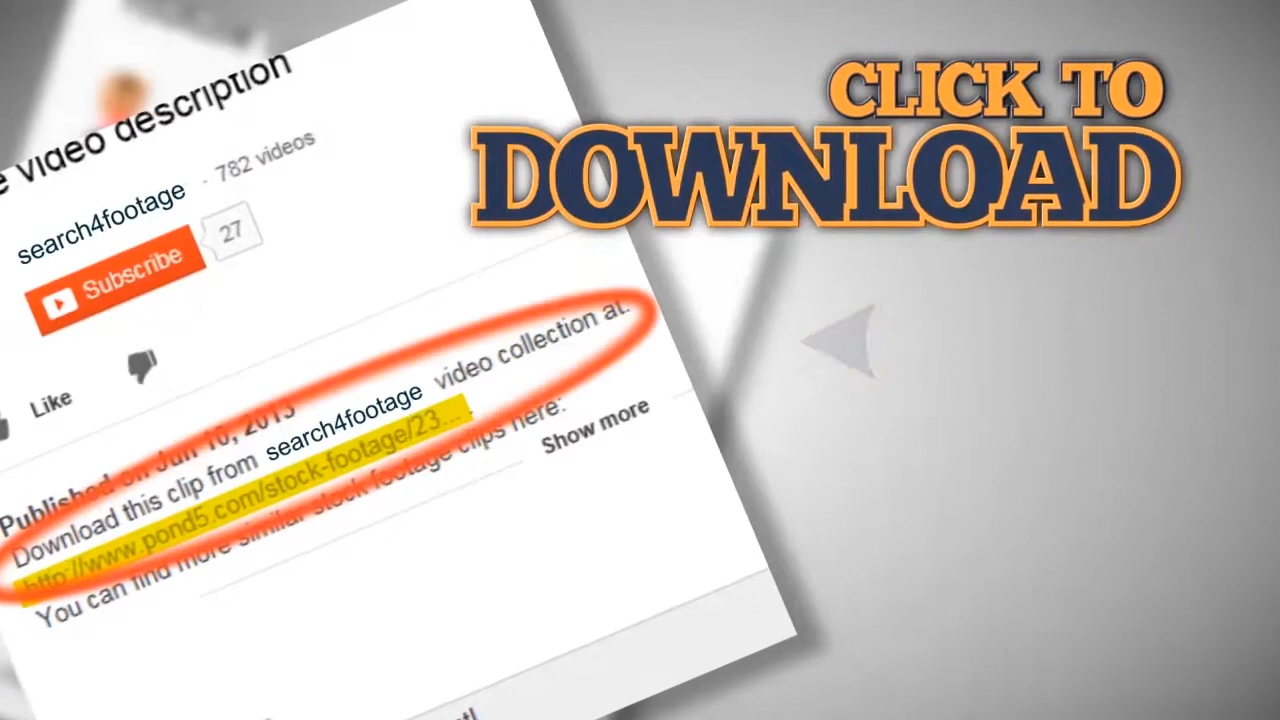 CLICK TO
DOWNLOAD
video description
search4footage · 782 videos
Subscribe 27
Like
Published on Jun 10, 2013
Download this clip from search4footage video collection at:
http://www.pond5.com/stock-footage/23...
You can find more similar stock footage clips here:
Show more